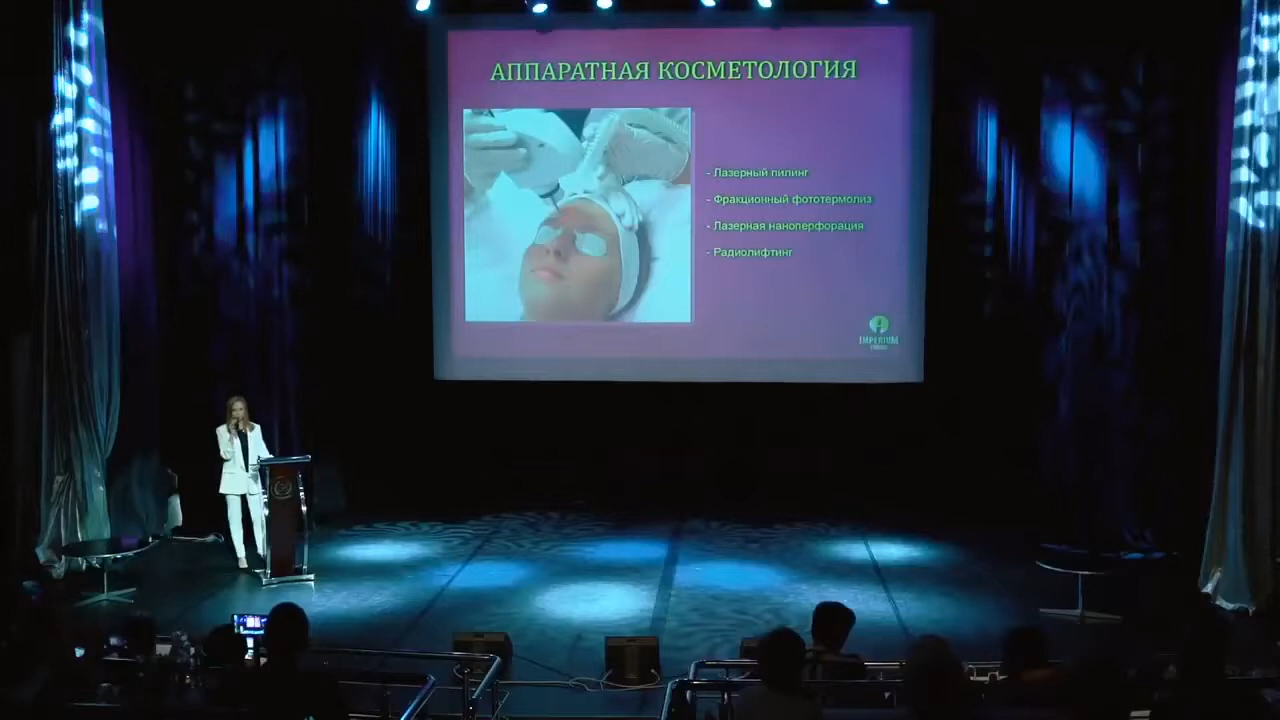 АППАРАТНАЯ КОСМЕТОЛОГИЯ
- Лазерный пилинг
- Фракционный фототермолиз
- Лазерная наноперфорация
- Радиолифтинг
IMPERIUM